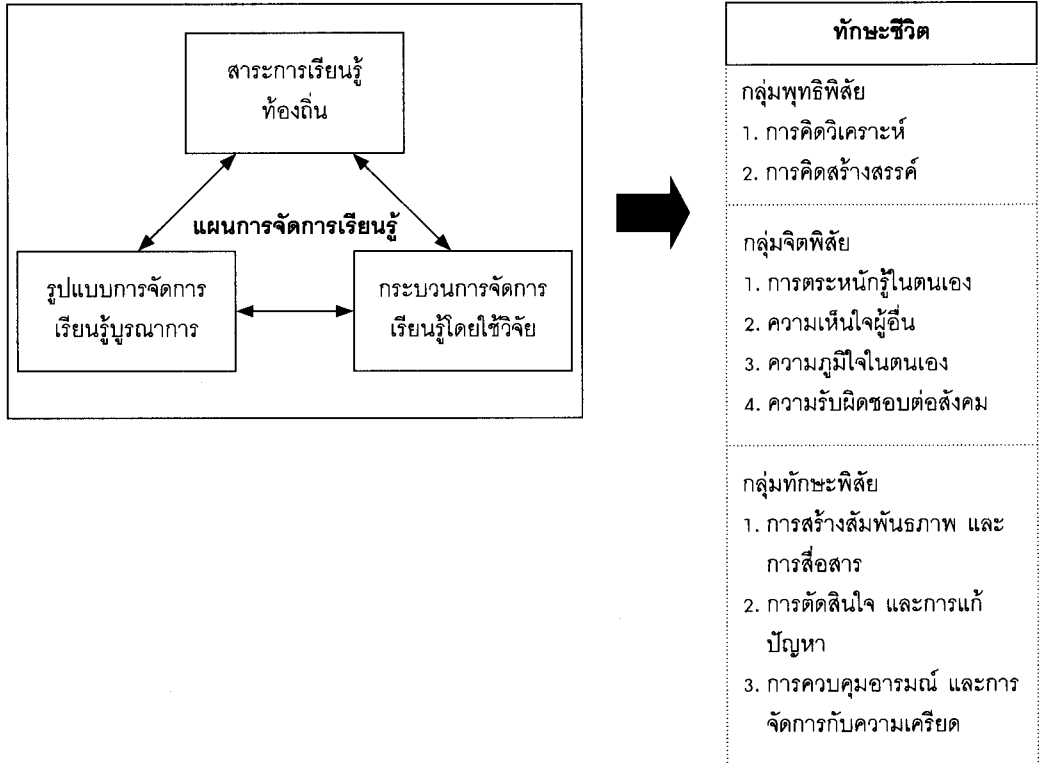 สาระการเรียนรู้
ท้องถิ่น
แผนการจัดการเรียนรู้
รูปแบบการจัดการ
เรียนรู้บูรณาการ
กระบวนการจัดการ
เรียนรู้โดยใช้วิจัย
ทักษะชีวิต
กลุ่มพุทธิพิสัย
1. การคิดวิเคราะห์
2. การคิดสร้างสรรค์
กลุ่มจิตพิสัย
1. การตระหนักรู้ในตนเอง
2. ความเห็นใจผู้อื่น
3. ความภูมิใจในตนเอง
4. ความรับผิดชอบต่อสังคม
กลุ่มทักษะพิสัย
1. การสร้างสัมพันธภาพ และ
การสื่อสาร
2. การตัดสินใจ และการแก้
ปัญหา
3. การควบคุมอารมณ์ และการ
จัดการกับความเครียด